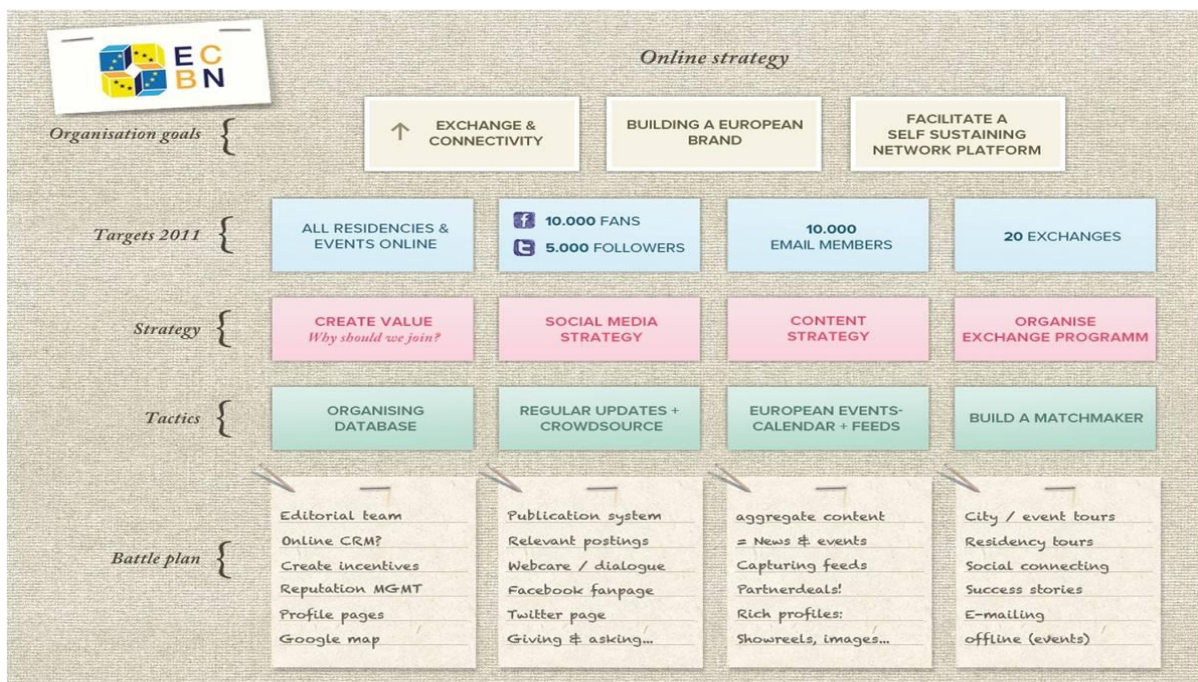 EC
BN
Online strategy
Organisation goals
↑ EXCHANGE &
CONNECTIVITY
BUILDING A EUROPEAN
BRAND
FACILITATE A
SELF SUSTAINING
NETWORK PLATFORM
Targets 2011
ALL RESIDENCIES &
EVENTS ONLINE
f 10.000 FANS
t 5.000 FOLLOWERS
10.000
EMAIL MEMBERS
20 EXCHANGES
Strategy
CREATE VALUE
Why should we join?
SOCIAL MEDIA
STRATEGY
CONTENT
STRATEGY
ORGANISE
EXCHANGE PROGRAMM
Tactics
ORGANISING
DATABASE
REGULAR UPDATES +
CROWDSOURCE
EUROPEAN EVENTS-
CALENDAR + FEEDS
BUILD A MATCHMAKER
Battle plan
Editorial team
Online CRM?
Create incentives
Reputation MGMT
Profile pages
Google map
Publication system
Relevant postings
Webcare / dialogue
Facebook fanpage
Twitter page
Giving & asking...
aggregate content
= News & events
Capturing feeds
Partnerdeals!
Rich profiles:
Showreels, images...
City / event tours
Residency tours
Social connecting
Success stories
E-mailing
offline (events)